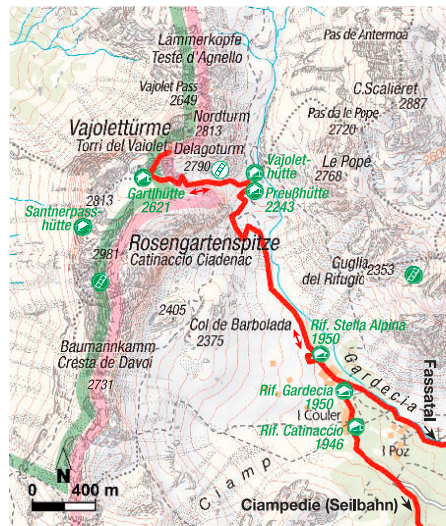 Lämmerköpfe
Teste d'Agnello
Pas de Antermoa
Vajolet Pass
2649
C.Scalieret
2887
Nordturm
2813
Pas da le Pope
2720
Vajolettürme
Torri del Vaiolet
Delagoturm
2790
Vajolet-
hütte
Le Pope
2768
Gartlhütte
2621
Preußhütte
2243
2813
Santnerpass-
hütte
Rosengartenspitze
Catinaccio Ciadenac
2981
Guglia
del Rifugio
2353
2405
Col de Barbolada
2375
Rif. Stella Alpina
1950
Baumannkamm
Cresta de Davoi
2731
Gardecia
Fassatal
Rif. Gardecia
1950
I Couler
Rif. Catinaccio
1946
I Poz
N
0 400 m
Ciamp
Ciampedie (Seilbahn)